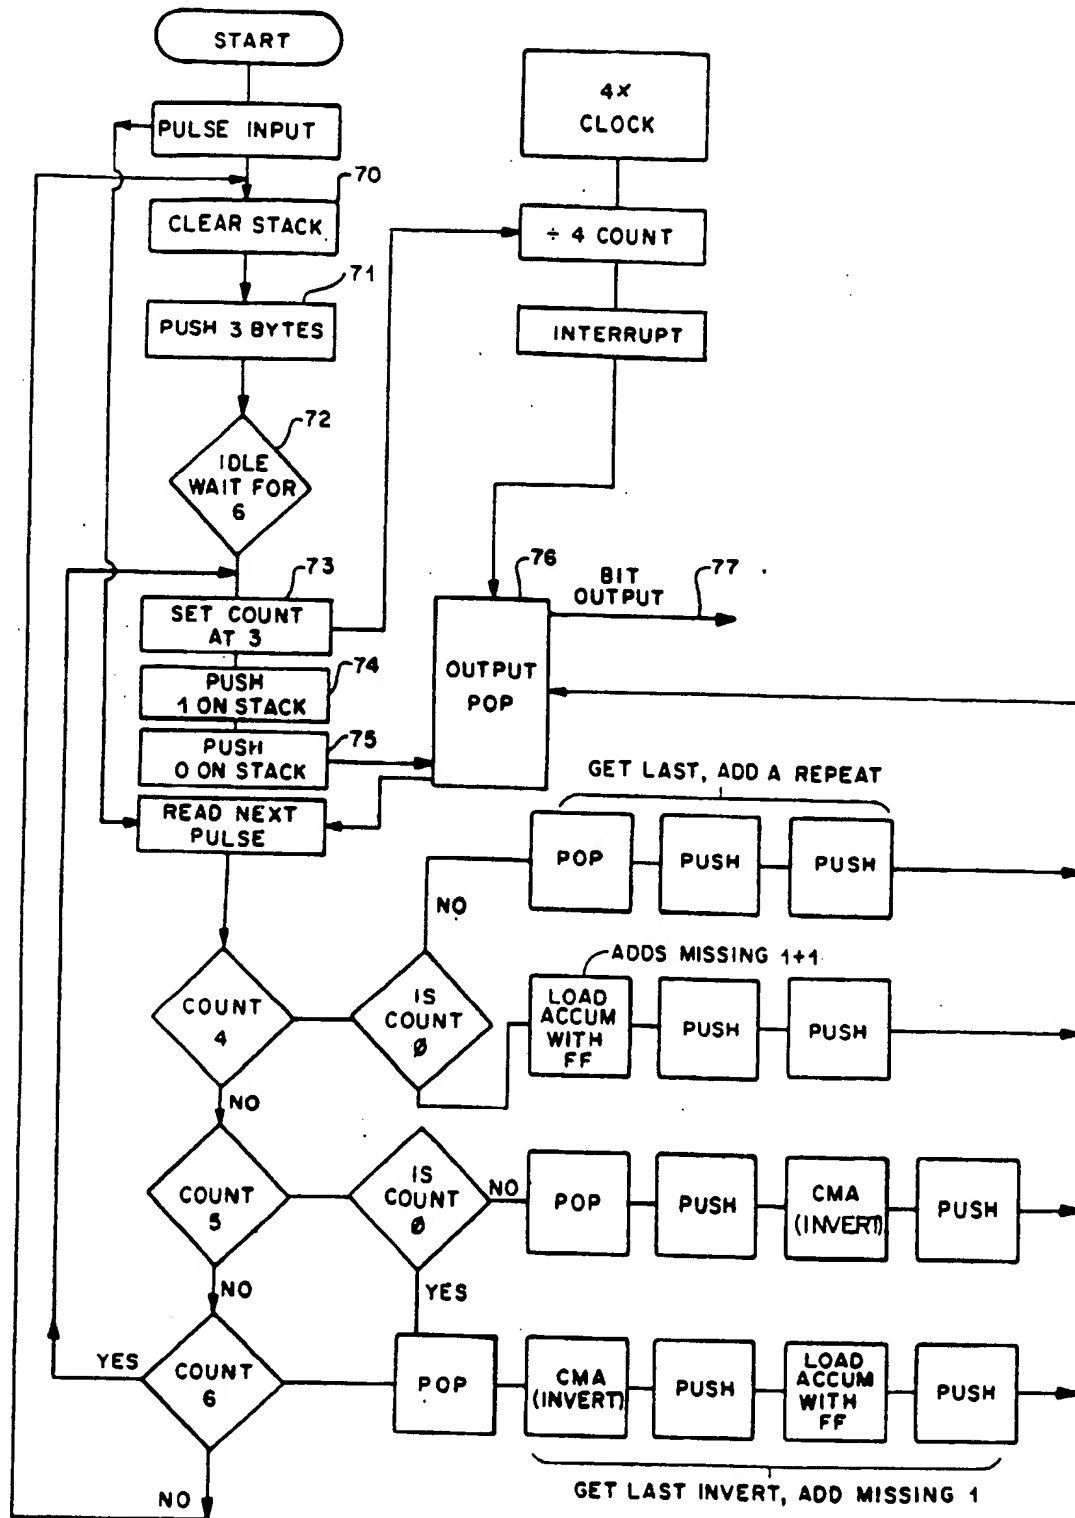 START
PULSE INPUT
70
CLEAR STACK
71
PUSH 3 BYTES
72
IDLE
WAIT FOR
6
73
SET COUNT
AT 3
74
PUSH
1 ON STACK
75
PUSH
0 ON STACK
READ NEXT
PULSE
4X
CLOCK
÷ 4 COUNT
INTERRUPT
76
OUTPUT
POP
BIT
OUTPUT
77
GET LAST, ADD A REPEAT
POP
PUSH
PUSH
NO
COUNT
4
IS
COUNT
Ø
ADDS MISSING 1+1
LOAD
ACCUM
WITH
FF
PUSH
PUSH
NO
COUNT
5
IS
COUNT
Ø
NO
POP
PUSH
CMA
(INVERT)
PUSH
NO
YES
YES
COUNT
6
POP
CMA
(INVERT)
PUSH
LOAD
ACCUM
WITH
FF
PUSH
NO
GET LAST INVERT, ADD MISSING 1